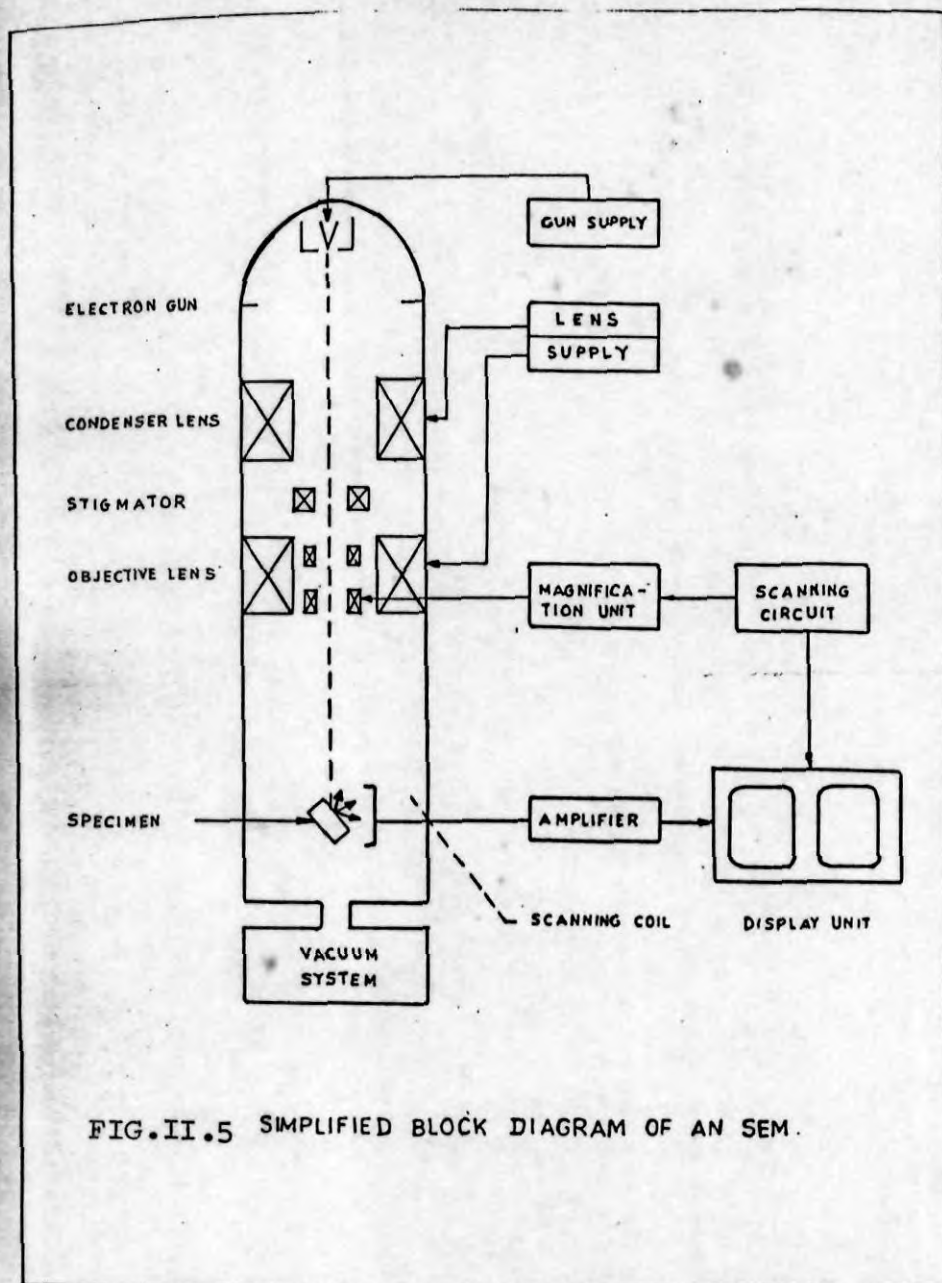 GUN SUPPLY
ELECTRON GUN
LENS
SUPPLY
CONDENSER LENS
STIGMATOR
OBJECTIVE LENS
MAGNIFICA-
TION UNIT
SCANNING
CIRCUIT
SPECIMEN
AMPLIFIER
SCANNING COIL
DISPLAY UNIT
VACUUM
SYSTEM
FIG.II.5 SIMPLIFIED BLOCK DIAGRAM OF AN SEM.